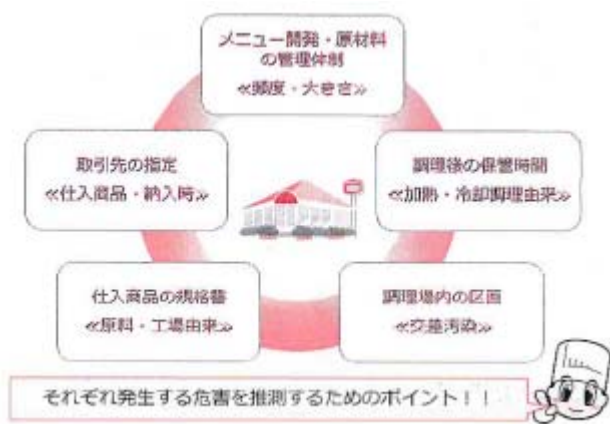 メニュー開発・原材料
の管理体制
≪頻度・大きさ≫
取引先の指定
≪仕入商品・納入時≫
調理後の保管時間
≪加熱・冷却調理由来≫
仕入商品の規格書
≪原料・工場由来≫
調理場内の区画
≪交差汚染≫
それぞれ発生する危害を推測するためのポイント！！